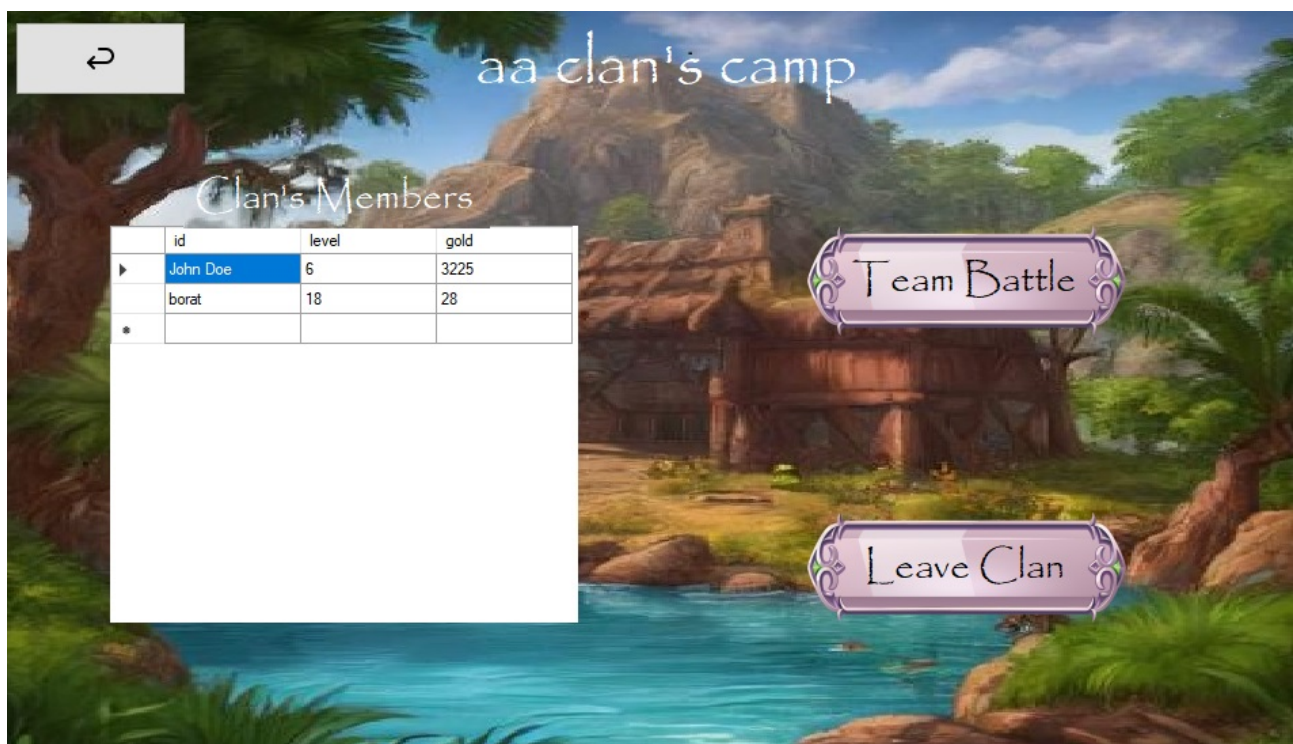 aa clan's camp
Clan's Members
id level gold
John Doe 6 3225
borat 18 28
Team Battle
Leave Clan